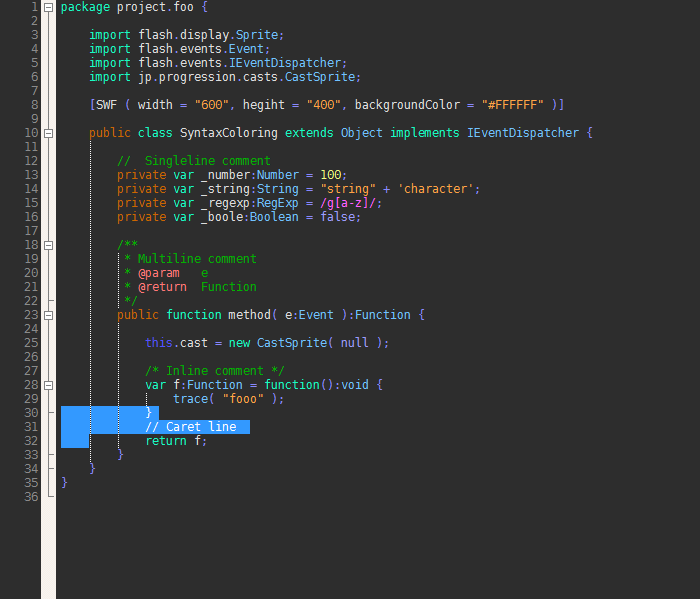 1 package project.foo {
2
3     import flash.display.Sprite;
4     import flash.events.Event;
5     import flash.events.IEventDispatcher;
6     import jp.progression.casts.CastSprite;
7
8     [SWF ( width = "600", hegiht = "400", backgroundColor = "#FFFFFF" )]
9
10     public class SyntaxColoring extends Object implements IEventDispatcher {
11
12         //  Singleline comment
13         private var _number:Number = 100;
14         private var _string:String = "string" + 'character';
15         private var _regexp:RegExp = /g[a-z]/;
16         private var _boole:Boolean = false;
17
18         /**
19          * Multiline comment
20          * @param   e
21          * @return  Function
22          */
23         public function method( e:Event ):Function {
24
25             this.cast = new CastSprite( null );
26
27             /* Inline comment */
28             var f:Function = function():void {
29                 trace( "fooo" );
30             }
31             // Caret line
32             return f;
33         }
34     }
35 }
36